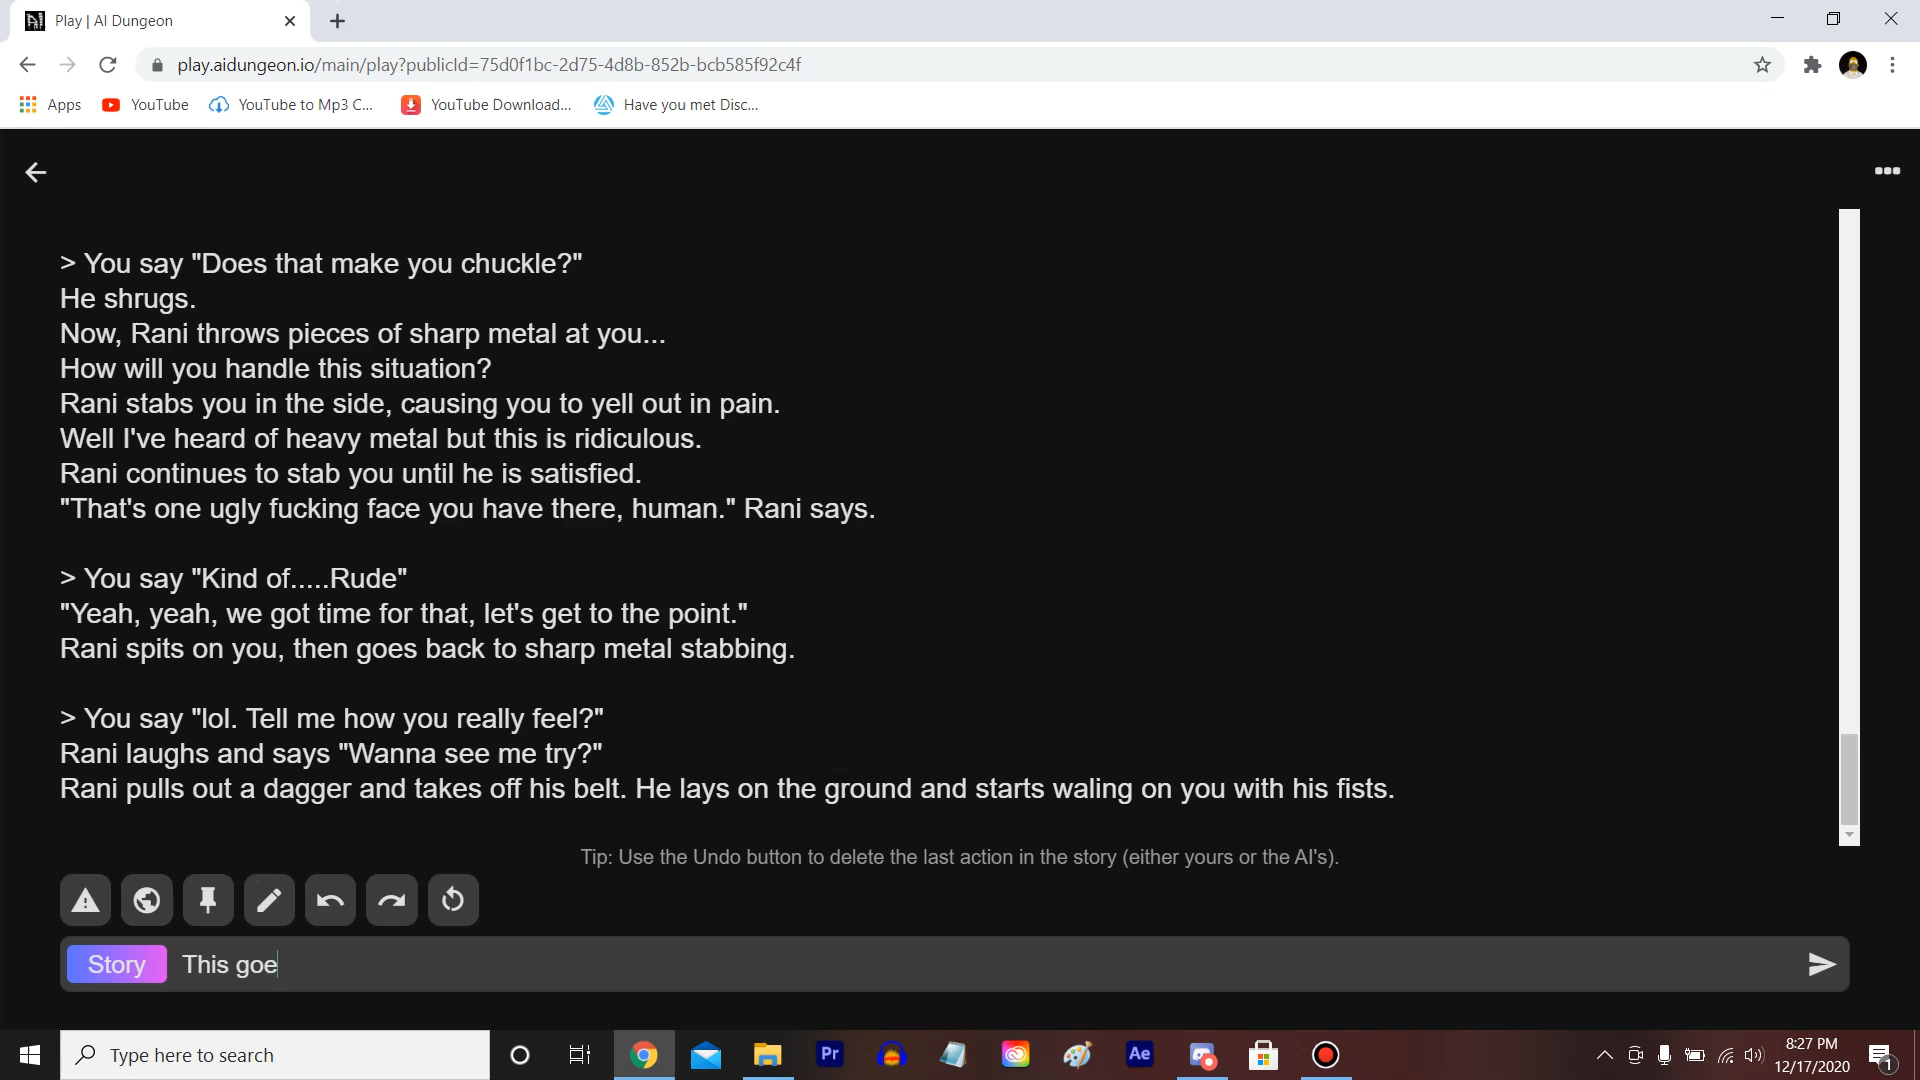 Play | AI Dungeon
play.aidungeon.io/main/play?publicId=75d0f1bc-2d75-4d8b-852b-bcb585f92c4f
Apps
YouTube
YouTube to Mp3 C...
YouTube Download...
Have you met Disc...
> You say "Does that make you chuckle?"
He shrugs.
Now, Rani throws pieces of sharp metal at you...
How will you handle this situation?
Rani stabs you in the side, causing you to yell out in pain.
Well I've heard of heavy metal but this is ridiculous.
Rani continues to stab you until he is satisfied.
"That's one ugly fucking face you have there, human." Rani says.
> You say "Kind of.....Rude"
"Yeah, yeah, we got time for that, let's get to the point."
Rani spits on you, then goes back to sharp metal stabbing.
> You say "lol. Tell me how you really feel?"
Rani laughs and says "Wanna see me try?"
Rani pulls out a dagger and takes off his belt. He lays on the ground and starts waling on you with his fists.
Tip: Use the Undo button to delete the last action in the story (either yours or the AI's).
Story This goe
Type here to search
Pr
Ae
8:27 PM
12/17/2020
1